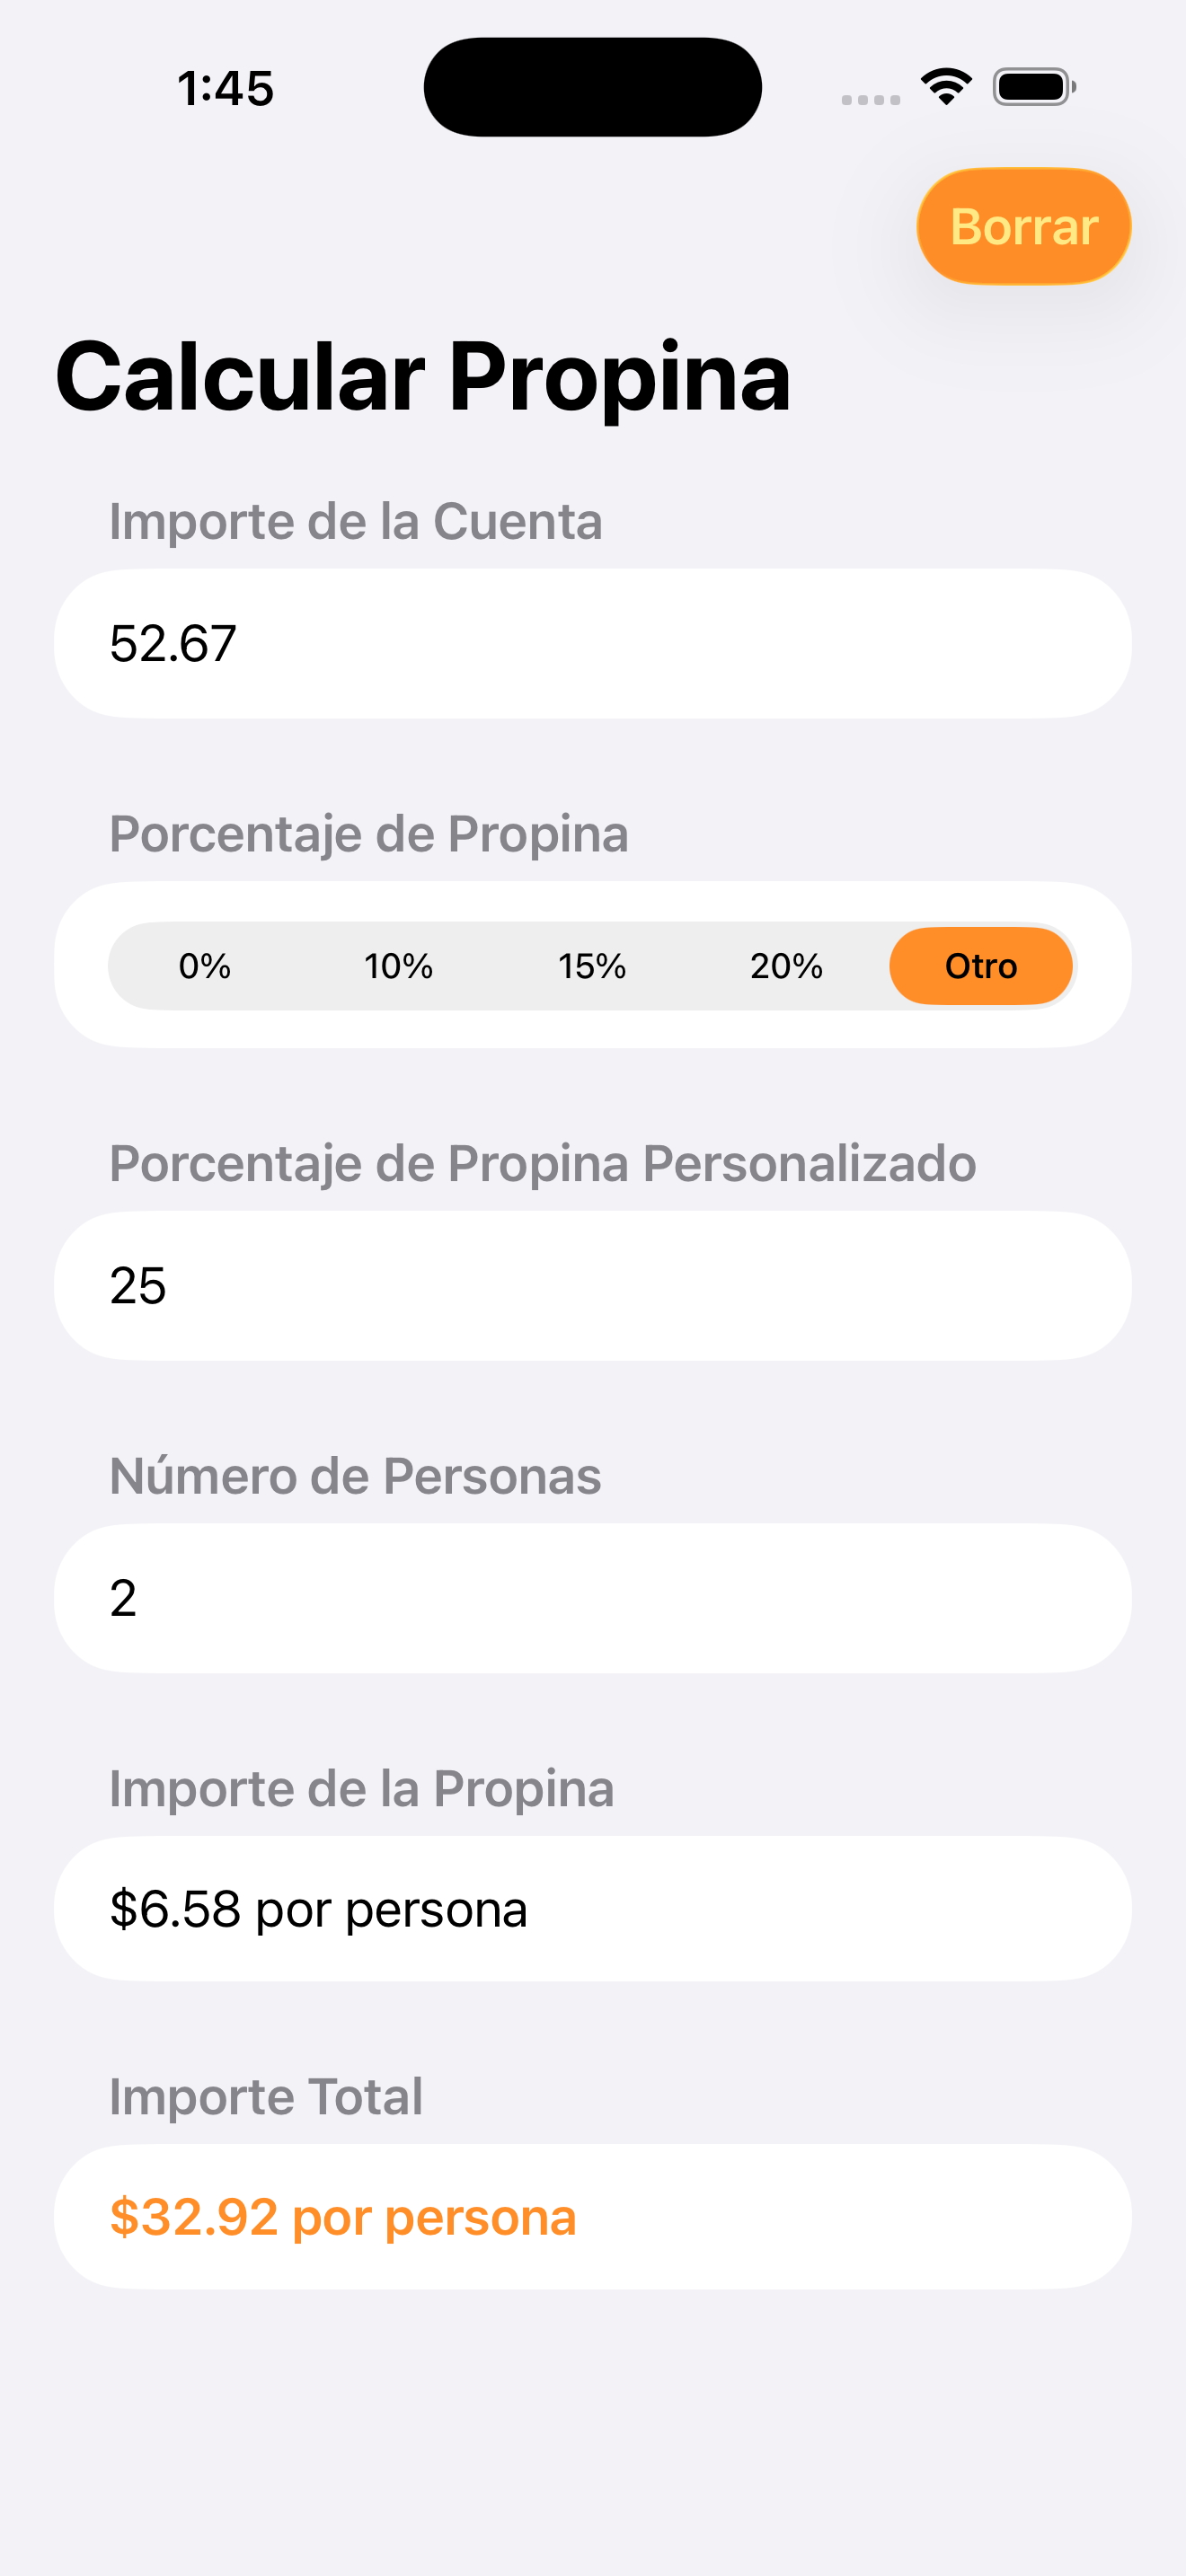 1:45
Borrar
Calcular Propina
Importe de la Cuenta
52.67
Porcentaje de Propina
0% 10% 15% 20% Otro
Porcentaje de Propina Personalizado
25
Número de Personas
2
Importe de la Propina
$6.58 por persona
Importe Total
$32.92 por persona